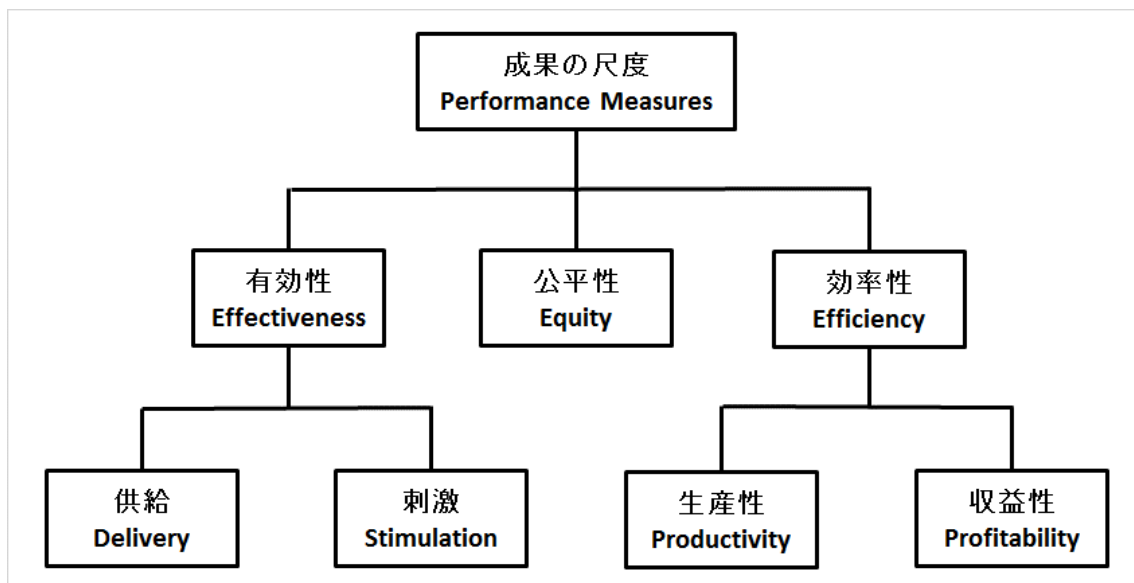 成果の尺度
Performance Measures
有効性
Effectiveness
公平性
Equity
効率性
Efficiency
供給
Delivery
刺激
Stimulation
生産性
Productivity
収益性
Profitability